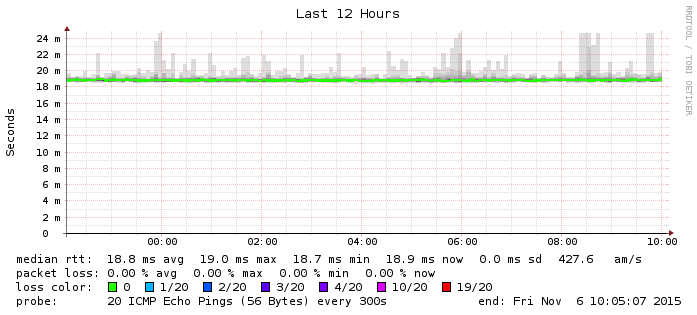 Last 12 Hours
RRDTOOL / TOBI OETIKER
Seconds
24 m
22 m
20 m
18 m
16 m
14 m
12 m
10 m
8 m
6 m
4 m
2 m
0
00:00 02:00 04:00 06:00 08:00 10:00
median rtt: 18.8 ms avg 19.0 ms max 18.7 ms min 18.9 ms now 0.0 ms sd 427.6 am/s
packet loss: 0.00 % avg 0.00 % max 0.00 % min 0.00 % now
loss color: 0 1/20 2/20 3/20 4/20 10/20 19/20
probe: 20 ICMP Echo Pings (56 Bytes) every 300s end: Fri Nov 6 10:05:07 2015